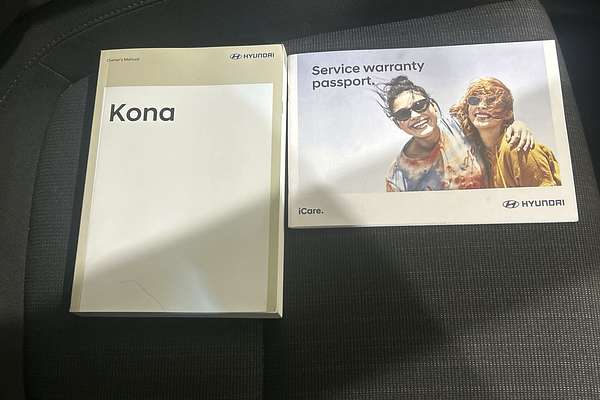 Owner's Manual
HYUNDAI
Kona
Service warranty
passport.
iCare.
HYUNDAI